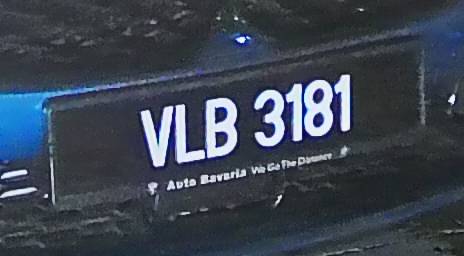 VLB 3181
Auto Bavaria We Go The Distance